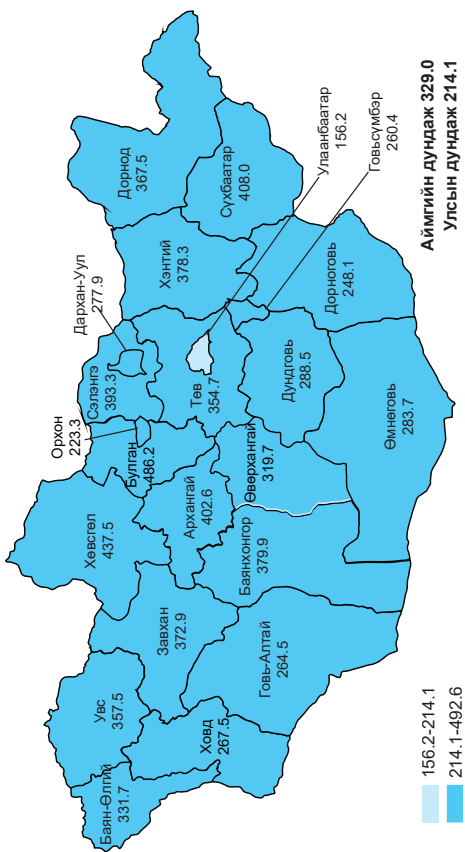 Дорнод
367.5
Сүхбаатар
408.0
Хэнтий
378.3
Дархан-Уул
277.9
Сэлэнгэ
393.3
Орхон
223.3
Булган
486.2
Хөвсгөл
437.5
Завхан
372.9
Увс
357.5
Баян-Өлгий
331.7
Ховд
267.5
Говь-Алтай
264.5
Баянхонгор
379.9
Архангай
402.6
Өвөрхангай
319.7
Төв
354.7
Дундговь
288.5
Өмнөговь
283.7
Дорноговь
248.1
Улаанбаатар
156.2
Говьсүмбэр
260.4
Аймгийн дундаж 329.0
Улсын дундаж 214.1
156.2-214.1
214.1-492.6